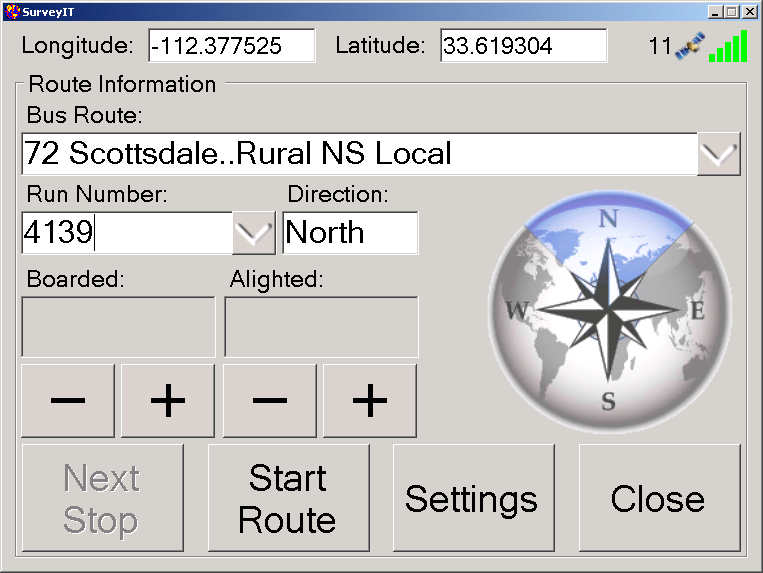 SurveyIT
Longitude: -112.377525 Latitude: 33.619304 11
Route Information
Bus Route:
72 Scottsdale..Rural NS Local
Run Number: Direction:
4139 North
Boarded: Alighted:
N
W E
S
− + − +
Next Stop
Start Route
Settings
Close